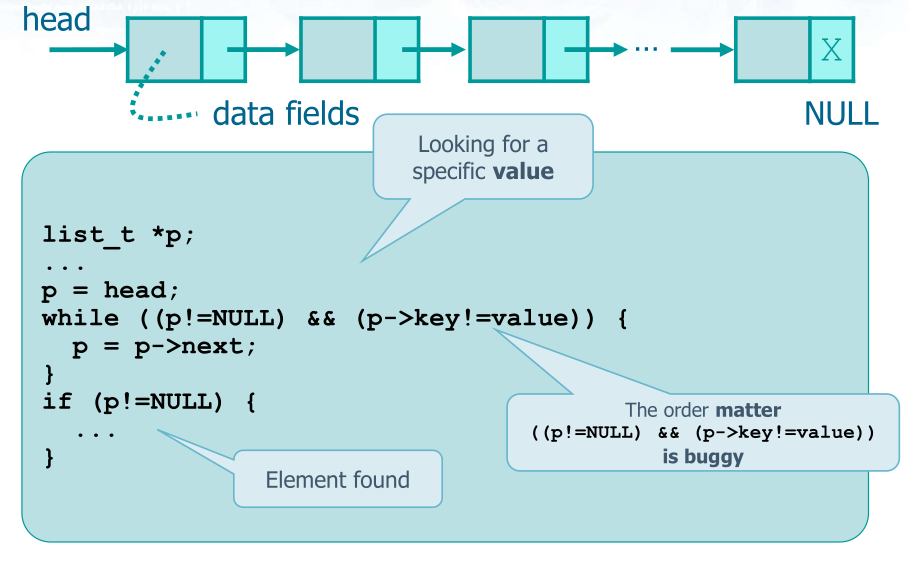 head
... X
data fields
NULL
Looking for a
specific value
list_t *p;
...
p = head;
while ((p!=NULL) && (p->key!=value)) {
p = p->next;
}
if (p!=NULL) {
...
}
The order matter
((p!=NULL) && (p->key!=value))
is buggy
Element found